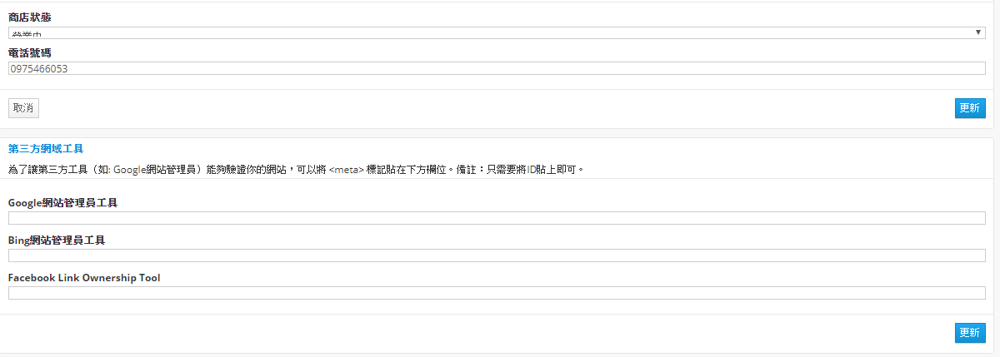 商店狀態
營業中
電話號碼
0975466053
取消
更新
第三方網域工具
為了讓第三方工具（如: Google網站管理員）能夠驗證你的網站，可以將 <meta> 標記貼在下方欄位。備註：只需要將ID貼上即可。
Google網站管理員工具
Bing網站管理員工具
Facebook Link Ownership Tool
更新